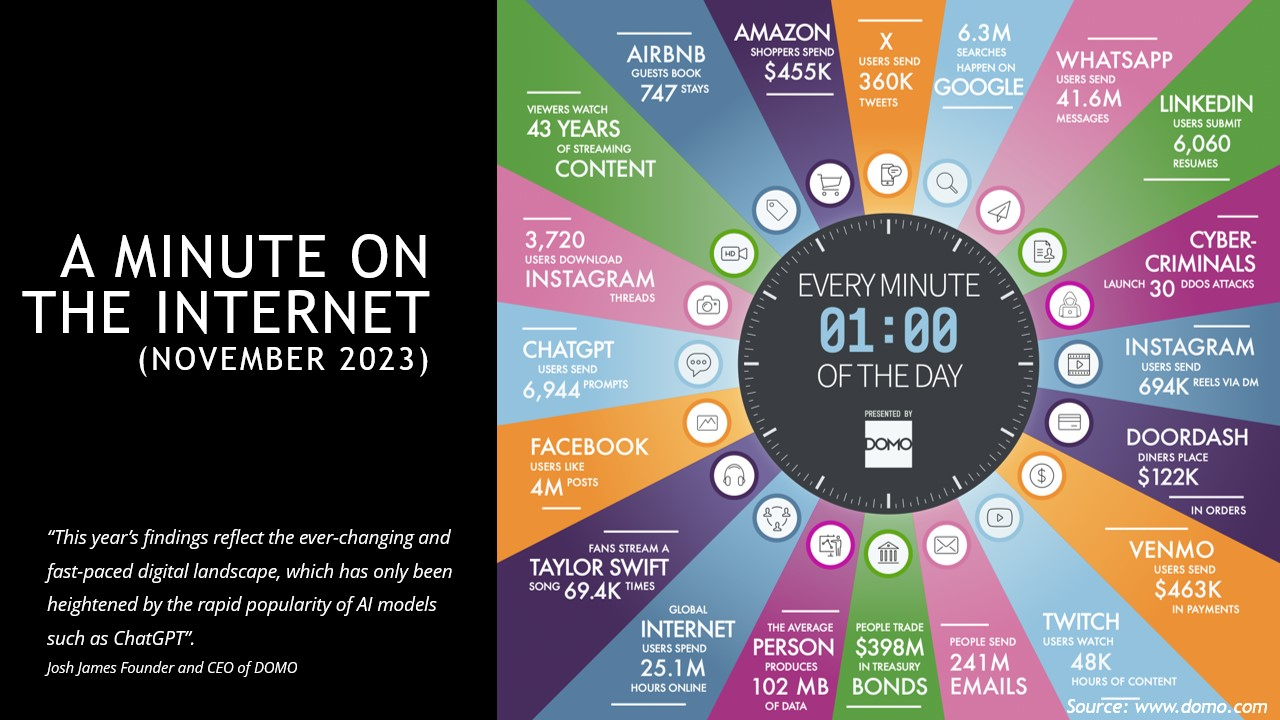 A MINUTE ON
THE INTERNET
(NOVEMBER 2023)
“This year’s findings reflect the ever-changing and
fast-paced digital landscape, which has only been
heightened by the rapid popularity of AI models
such as ChatGPT”.
Josh James Founder and CEO of DOMO
EVERY MINUTE
01:00
OF THE DAY
PRESENTED BY
DOMO
X
USERS SEND
360K
TWEETS
6.3M
SEARCHES
HAPPEN ON
GOOGLE
WHATSAPP
USERS SEND
41.6M
MESSAGES
LINKEDIN
USERS SUBMIT
6,060
RESUMES
CYBER-
CRIMINALS
LAUNCH 30 DDOS ATTACKS
INSTAGRAM
USERS SEND
694K REELS VIA DM
DOORDASH
DINERS PLACE
$122K
IN ORDERS
VENMO
USERS SEND
$463K
IN PAYMENTS
TWITCH
USERS WATCH
48K
HOURS OF CONTENT
PEOPLE SEND
241M
EMAILS
PEOPLE TRADE
$398M
IN TREASURY
BONDS
THE AVERAGE
PERSON
PRODUCES
102 MB
OF DATA
GLOBAL
INTERNET
USERS SPEND
25.1M
HOURS ONLINE
FANS STREAM A
TAYLOR SWIFT
SONG 69.4K TIMES
FACEBOOK
USERS LIKE
4M POSTS
CHATGPT
USERS SEND
6,944 PROMPTS
3,720
USERS DOWNLOAD
INSTAGRAM
THREADS
VIEWERS WATCH
43 YEARS
OF STREAMING
CONTENT
AIRBNB
GUESTS BOOK
747 STAYS
AMAZON
SHOPPERS SPEND
$455K
HD
Source: www.domo.com